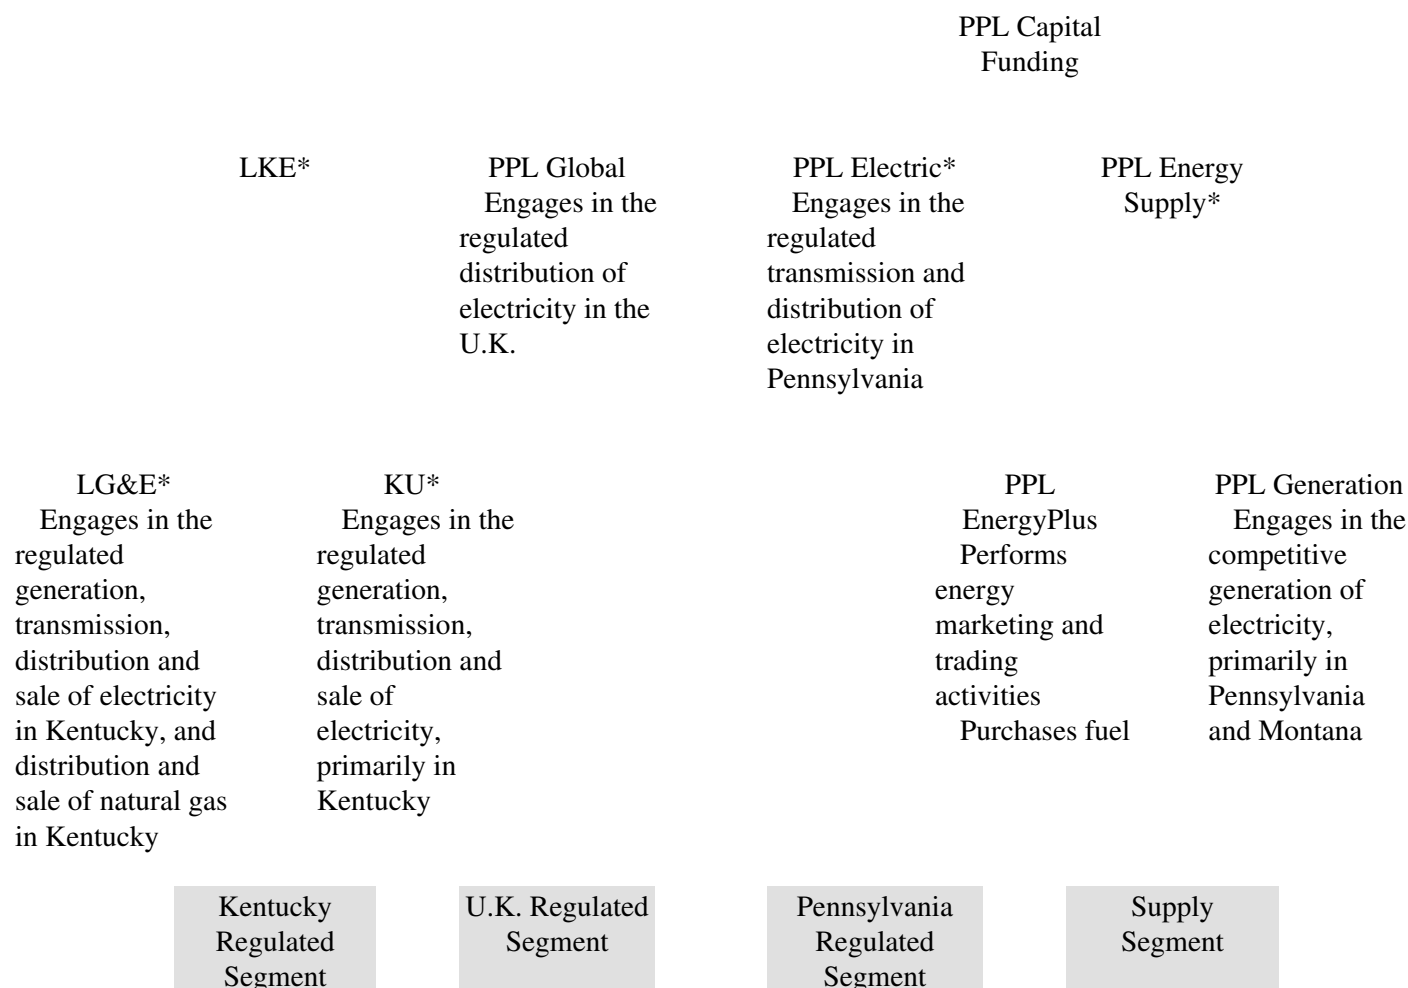 PPL Capital
Funding
LKE*
PPL Global
Engages in the
regulated
distribution of
electricity in the
U.K.
PPL Electric*
Engages in the
regulated
transmission and
distribution of
electricity in
Pennsylvania
PPL Energy
Supply*
LG&E*
Engages in the
regulated
generation,
transmission,
distribution and
sale of electricity
in Kentucky, and
distribution and
sale of natural gas
in Kentucky
KU*
Engages in the
regulated
generation,
transmission,
distribution and
sale of
electricity,
primarily in
Kentucky
PPL
EnergyPlus
Performs
energy
marketing and
trading
activities
Purchases fuel
PPL Generation
Engages in the
competitive
generation of
electricity,
primarily in
Pennsylvania
and Montana
Kentucky
Regulated
Segment
U.K. Regulated
Segment
Pennsylvania
Regulated
Segment
Supply
Segment